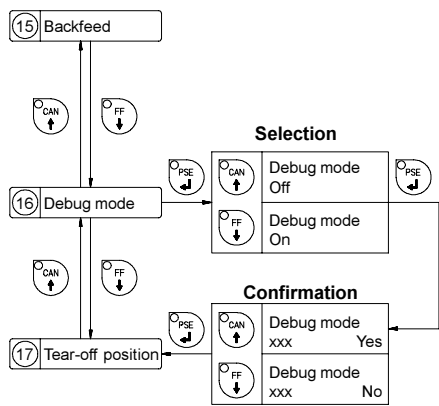 15 Backfeed
CAN
FF
Selection
PSE
CAN
Debug mode
Off
PSE
16 Debug mode
FF
Debug mode
On
CAN
FF
Confirmation
PSE
CAN
Debug mode
xxx Yes
17 Tear-off position
FF
Debug mode
xxx No